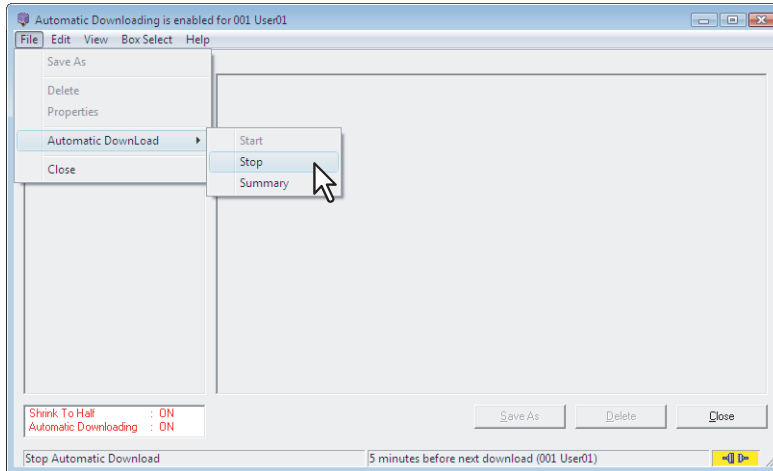 Automatic Downloading is enabled for 001 User01
File Edit View Box Select Help
Save As
Delete
Properties
Automatic DownLoad
Start
Stop
Summary
Close
Shrink To Half : ON
Automatic Downloading : ON
Save As Delete Close
Stop Automatic Download 5 minutes before next download (001 User01)